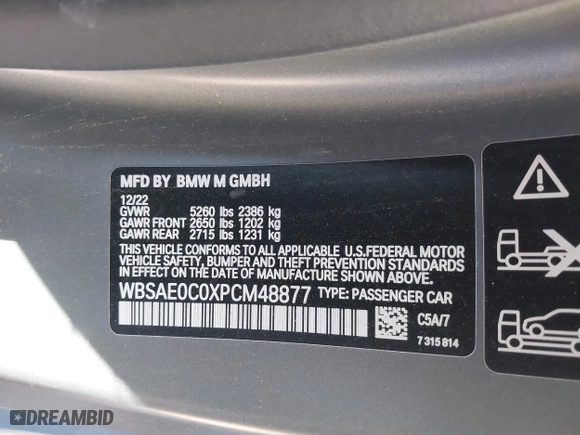 MFD BY BMW M GMBH
12/22
GVWR 5260 lbs 2386 kg
GAWR FRONT 2650 lbs 1202 kg
GAWR REAR 2715 lbs 1231 kg
THIS VEHICLE CONFORMS TO ALL APPLICABLE U.S.FEDERAL MOTOR
VEHICLE SAFETY, BUMPER AND THEFT PREVENTION STANDARDS
IN EFFECT ON THE DATE OF MANUFACTURE SHOWN ABOVE.
WBSAE0C0XPCM48877 TYPE: PASSENGER CAR
C5A/7
7 315 814
DREAMBID